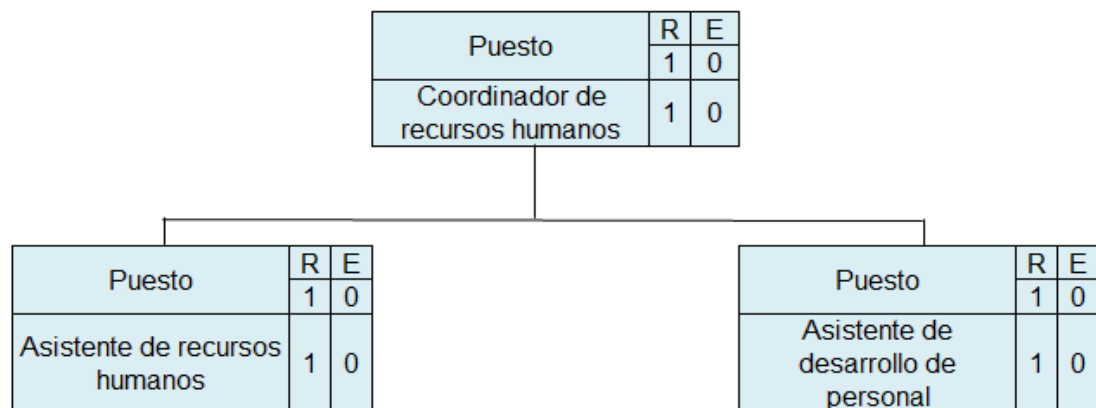 Puesto R E
1 0
Coordinador de
recursos humanos 1 0
Puesto R E
1 0
Asistente de recursos
humanos 1 0
Puesto R E
1 0
Asistente de
desarrollo de
personal 1 0